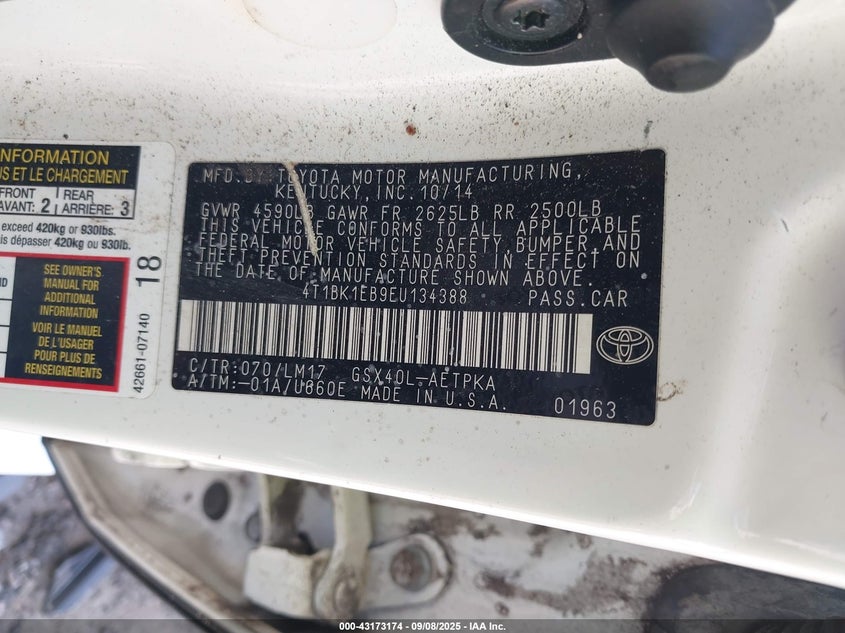 INFORMATION
US ET LE CHARGEMENT
FRONT
AVANT: 2
REAR
ARRIÈRE: 3
exceed 420kg or 930lbs.
is dépasser 420kg ou 930lb.
SEE OWNER'S
MANUAL FOR
ADDITIONAL
INFORMATION
VOIR LE MANUEL
DE L'USAGER
POUR PLUS DE
18
42661-07140
MFD. BY: TOYOTA MOTOR MANUFACTURING,
KENTUCKY, INC. 10/14
GVWR 4590LB GAWR FR 2625LB RR 2500LB
THIS VEHICLE CONFORMS TO ALL APPLICABLE
FEDERAL MOTOR VEHICLE SAFETY, BUMPER, AND
THEFT PREVENTION STANDARDS IN EFFECT ON
THE DATE OF MANUFACTURE SHOWN ABOVE.
4T1BK1EB9EU134388 PASS.CAR
C/TR: 070/LM17 GSX40L-AETPKA
A/TM: -01A/U660E MADE IN U.S.A. 01963
TOYOTA
000-43173174 - 09/08/2025 - IAA Inc.